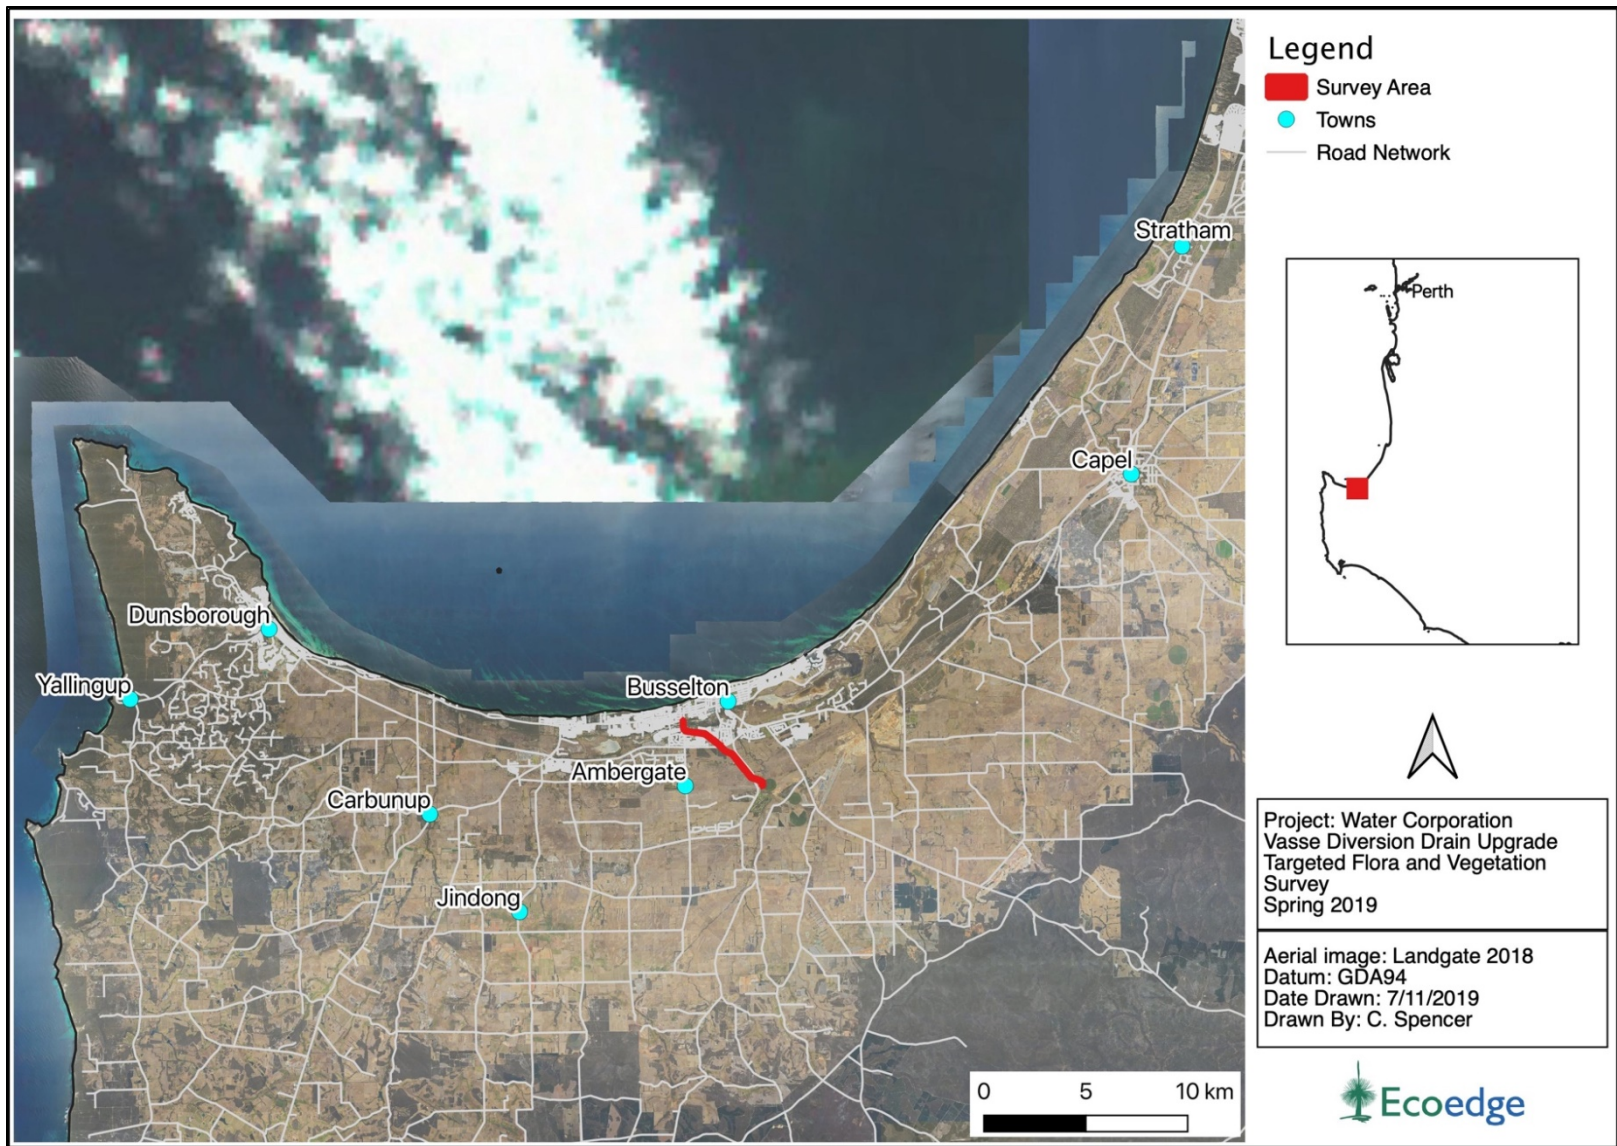 Legend
Survey Area
Towns
Road Network
Stratham
Perth
Capel
Dunsborough
Yallingup
Busselton
Ambergate
Carbunup
Jindong
Project: Water Corporation
Vasse Diversion Drain Upgrade
Targeted Flora and Vegetation
Survey
Spring 2019
Aerial image: Landgate 2018
Datum: GDA94
Date Drawn: 7/11/2019
Drawn By: C. Spencer
0 5 10 km
Ecoedge